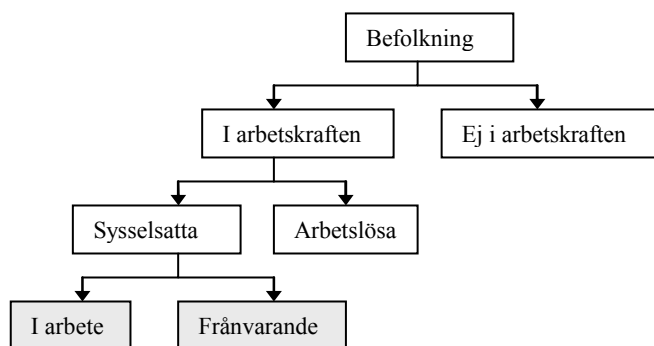 Befolkning
I arbetskraften
Ej i arbetskraften
Sysselsatta
Arbetslösa
I arbete
Frånvarande